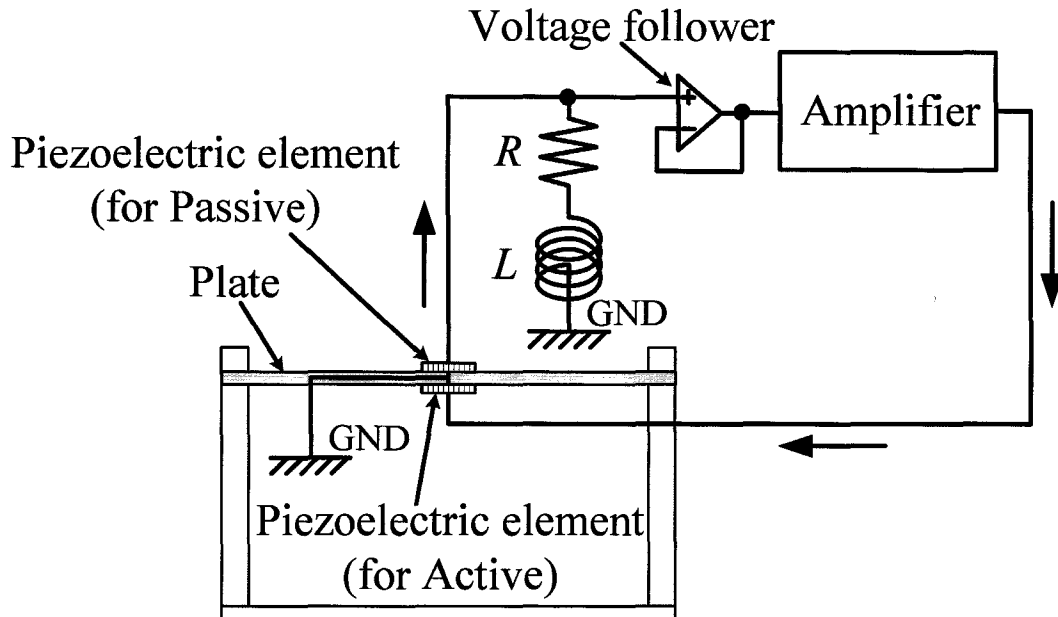 Voltage follower
Amplifier
Piezoelectric element
(for Passive)
R
Plate
L
GND
+
−
GND
Piezoelectric element
(for Active)